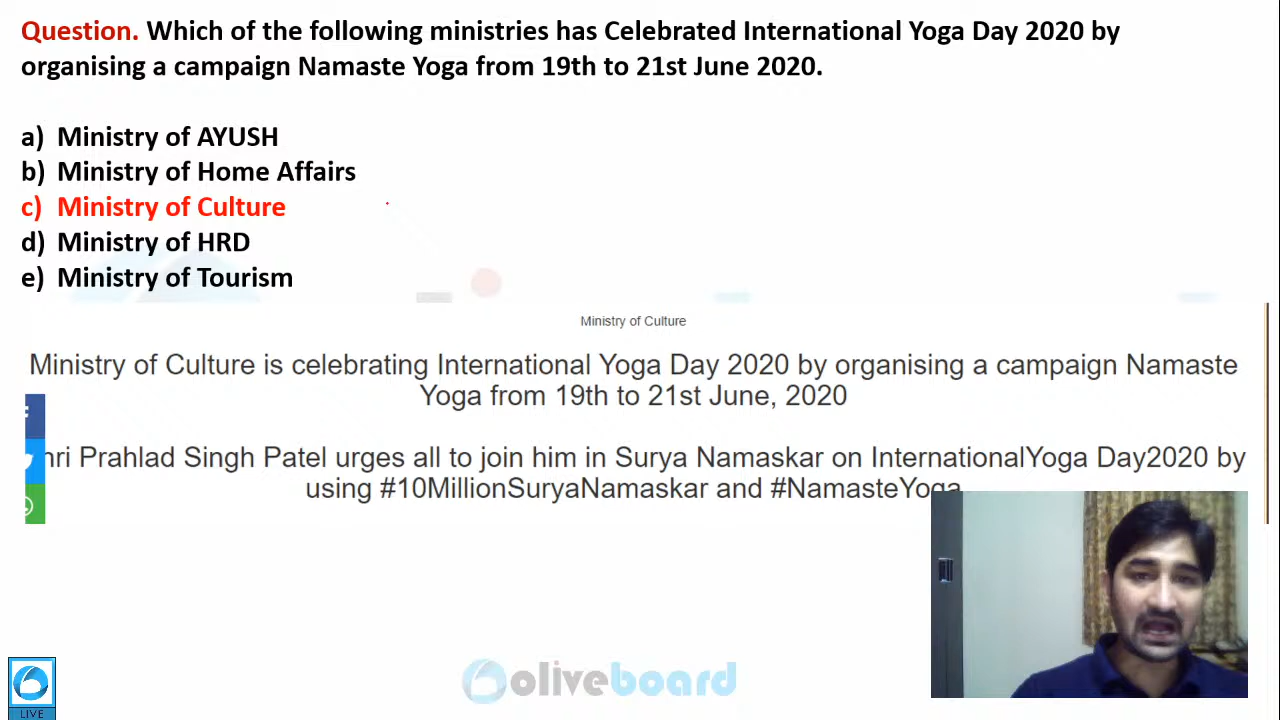 Question. Which of the following ministries has Celebrated International Yoga Day 2020 by
organising a campaign Namaste Yoga from 19th to 21st June 2020.
a) Ministry of AYUSH
b) Ministry of Home Affairs
c) Ministry of Culture
d) Ministry of HRD
e) Ministry of Tourism
Ministry of Culture
Ministry of Culture is celebrating International Yoga Day 2020 by organising a campaign Namaste
Yoga from 19th to 21st June, 2020
hri Prahlad Singh Patel urges all to join him in Surya Namaskar on InternationalYoga Day2020 by
using #10MillionSuryaNamaskar and #NamasteYoga
oliveboard
LIVE